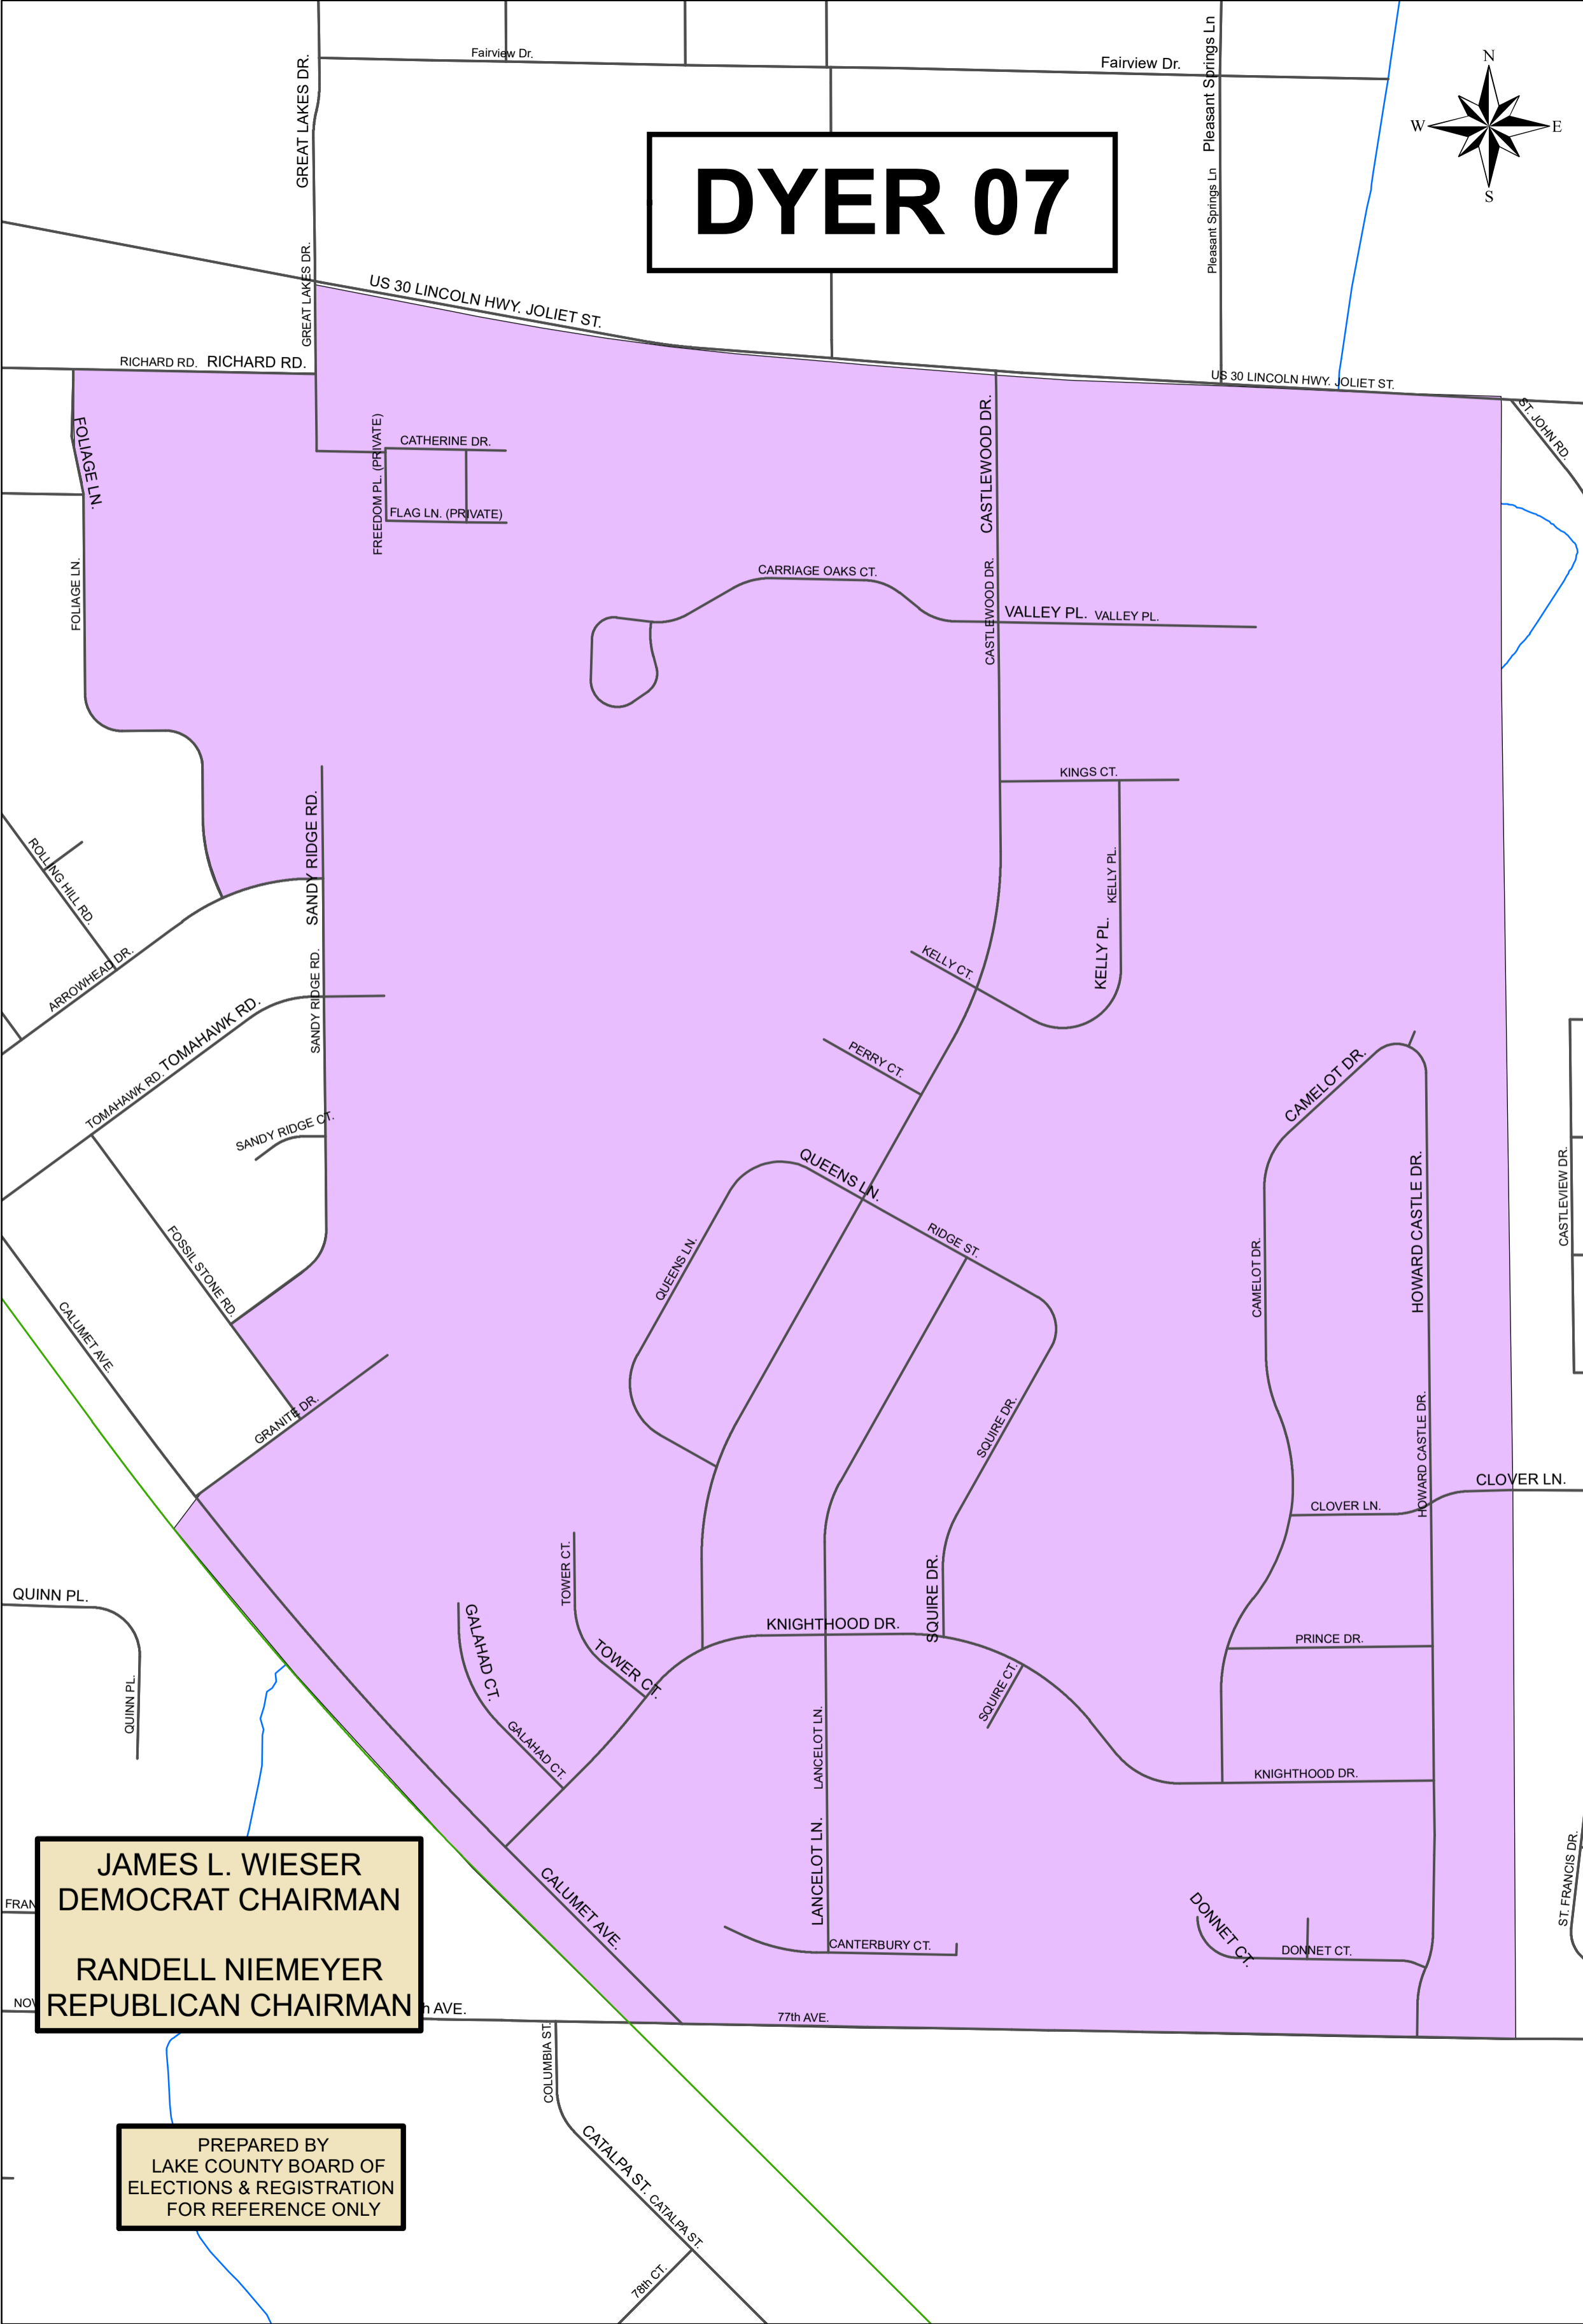 Fairview Dr.
Fairview Dr.
GREAT LAKES DR.
Pleasant Springs Ln
N
W
E
S
DYER 07
Pleasant Springs Ln
GREAT LAKES DR.
US 30 LINCOLN HWY. JOLIET ST.
RICHARD RD.
RICHARD RD.
US 30 LINCOLN HWY. JOLIET ST.
ST. JOHN RD.
FOLIAGE LN.
CASTLEWOOD DR.
FREEDOM PL. (PRIVATE)
CATHERINE DR.
FLAG LN. (PRIVATE)
FOLIAGE LN.
CARRIAGE OAKS CT.
CASTLEWOOD DR.
VALLEY PL.
VALLEY PL.
KINGS CT.
SANDY RIDGE RD.
ROLLING HILL RD.
KELLY PL.
KELLY PL.
KELLY CT.
ARROWHEAD DR.
SANDY RIDGE RD.
TOMAHAWK RD.
TOMAHAWK RD.
PERRY CT.
CAMELOT DR.
SANDY RIDGE CT.
QUEENS LN.
HOWARD CASTLE DR.
CASTLEVIEW DR.
RIDGE ST.
QUEENS LN.
CAMELOT DR.
FOSSIL STONE RD.
CALUMET AVE.
GRANITE DR.
SQUIRE DR.
HOWARD CASTLE DR.
CLOVER LN.
CLOVER LN.
TOWER CT.
QUINN PL.
SQUIRE DR.
KNIGHTHOOD DR.
GALAHAD CT.
TOWER CT.
PRINCE DR.
QUINN PL.
SQUIRE CT.
GALAHAD CT.
LANCELOT LN.
KNIGHTHOOD DR.
JAMES L. WIESER
DEMOCRAT CHAIRMAN
RANDELL NIEMEYER
REPUBLICAN CHAIRMAN
FRAN
NOV
h AVE.
CALUMET AVE.
LANCELOT LN.
CANTERBURY CT.
DONNET CT.
DONNET CT.
ST. FRANCIS DR.
77th AVE.
COLUMBIA ST.
CATALPA ST.
CATALPA ST.
78th CT.
PREPARED BY
LAKE COUNTY BOARD OF
ELECTIONS & REGISTRATION
FOR REFERENCE ONLY